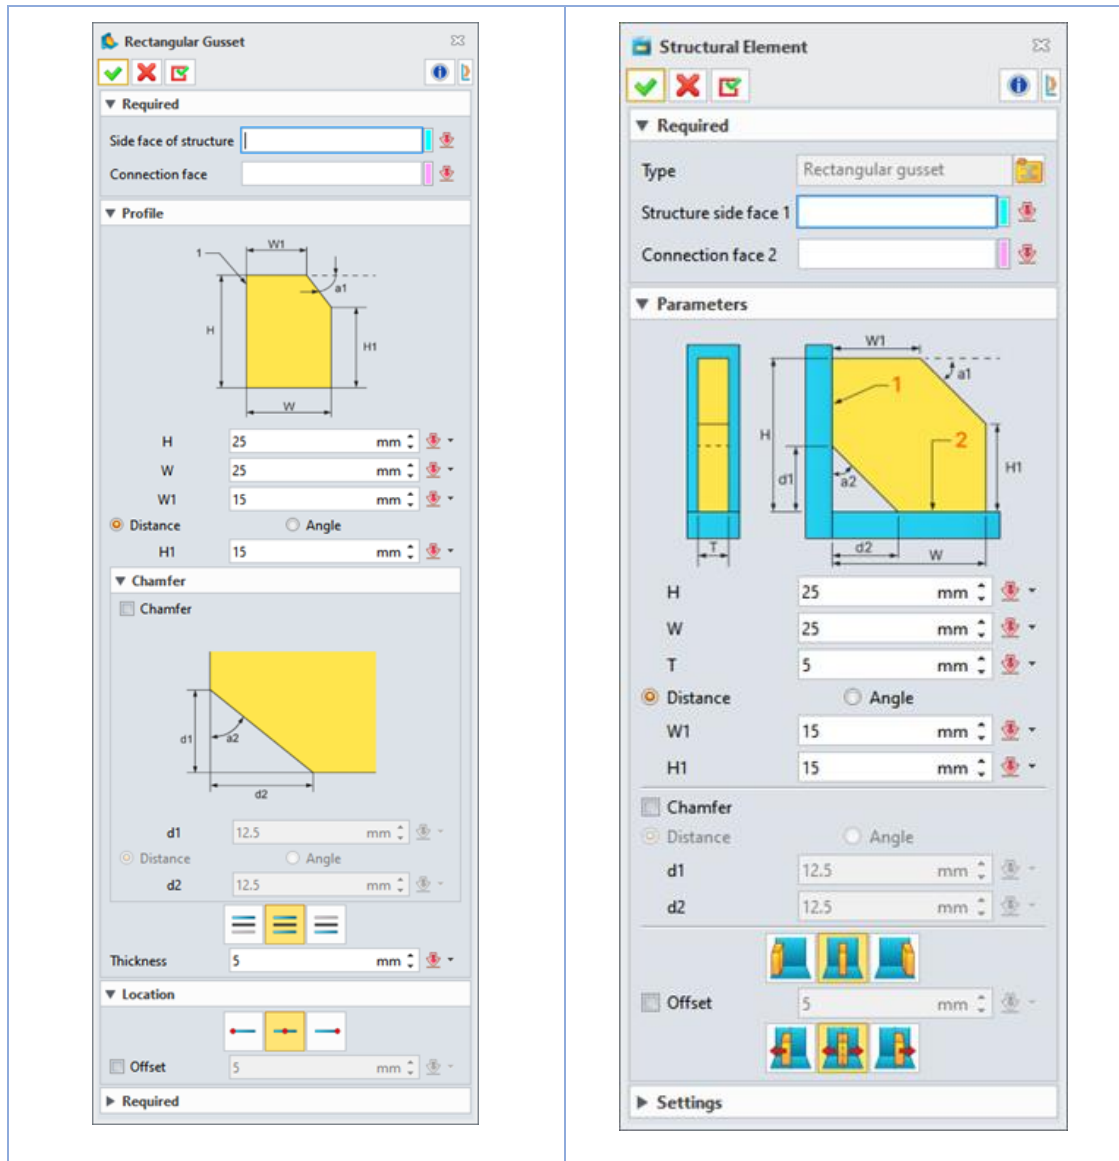 Rectangular Gusset
Required
Side face of structure
Connection face
Profile
W1
1
a1
H
H1
W
H 25 mm
W 25 mm
W1 15 mm
Distance Angle
H1 15 mm
Chamfer
Chamfer
d1
a2
d2
d1 12.5 mm
Distance Angle
d2 12.5 mm
Thickness 5 mm
Location
Offset 5 mm
Required
Structural Element
Required
Type Rectangular gusset
Structure side face 1
Connection face 2
Parameters
W1
a1
1
H
2
d1
a2
H1
T
d2
W
H 25 mm
W 25 mm
T 5 mm
Distance Angle
W1 15 mm
H1 15 mm
Chamfer
Distance Angle
d1 12.5 mm
d2 12.5 mm
Offset 5 mm
Settings